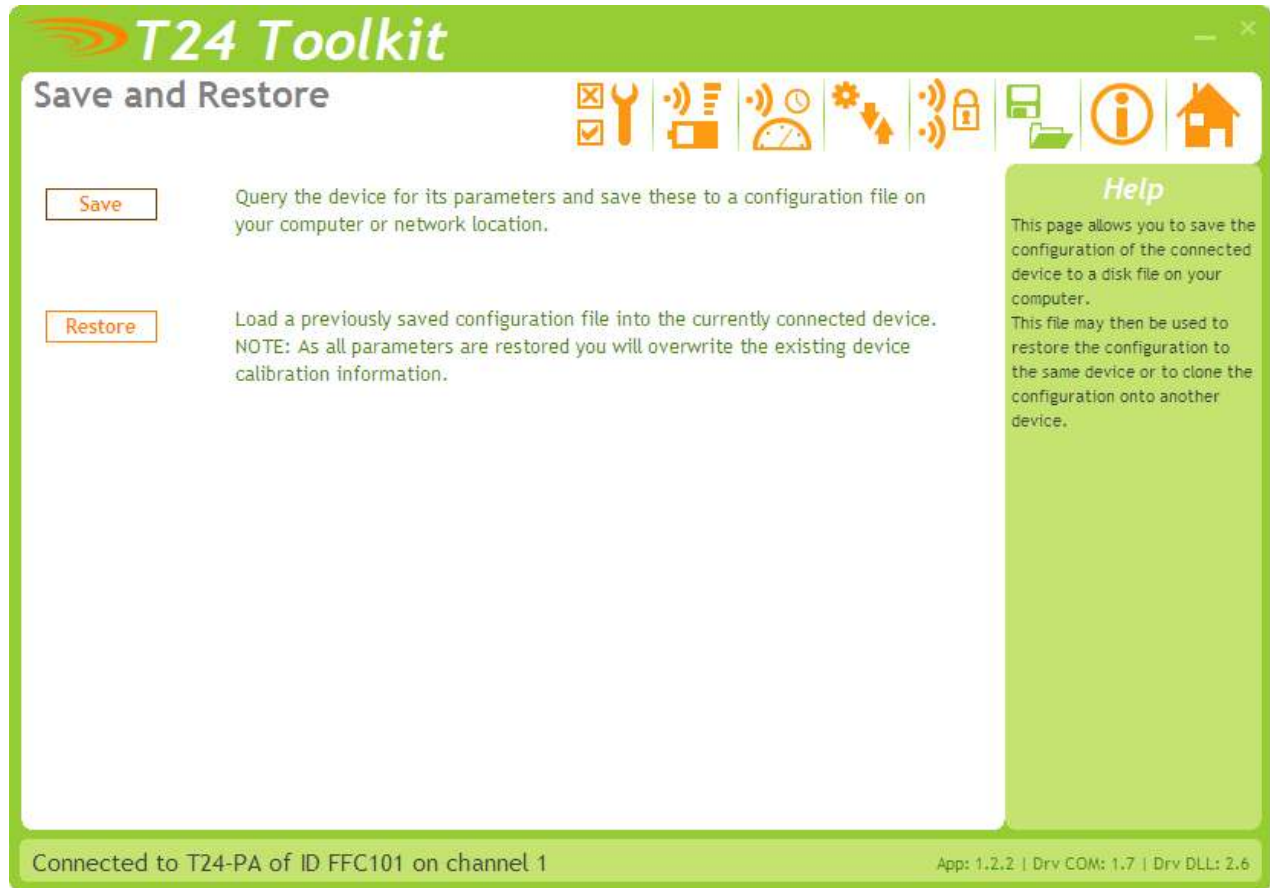 T24 Toolkit
Save and Restore
Save
Query the device for its parameters and save these to a configuration file on
your computer or network location.
Restore
Load a previously saved configuration file into the currently connected device.
NOTE: As all parameters are restored you will overwrite the existing device
calibration information.
Help
This page allows you to save the
configuration of the connected
device to a disk file on your
computer.
This file may then be used to
restore the configuration to
the same device or to clone the
configuration onto another
device.
Connected to T24-PA of ID FFC101 on channel 1
App: 1.2.2 | Drv COM: 1.7 | Drv DLL: 2.6